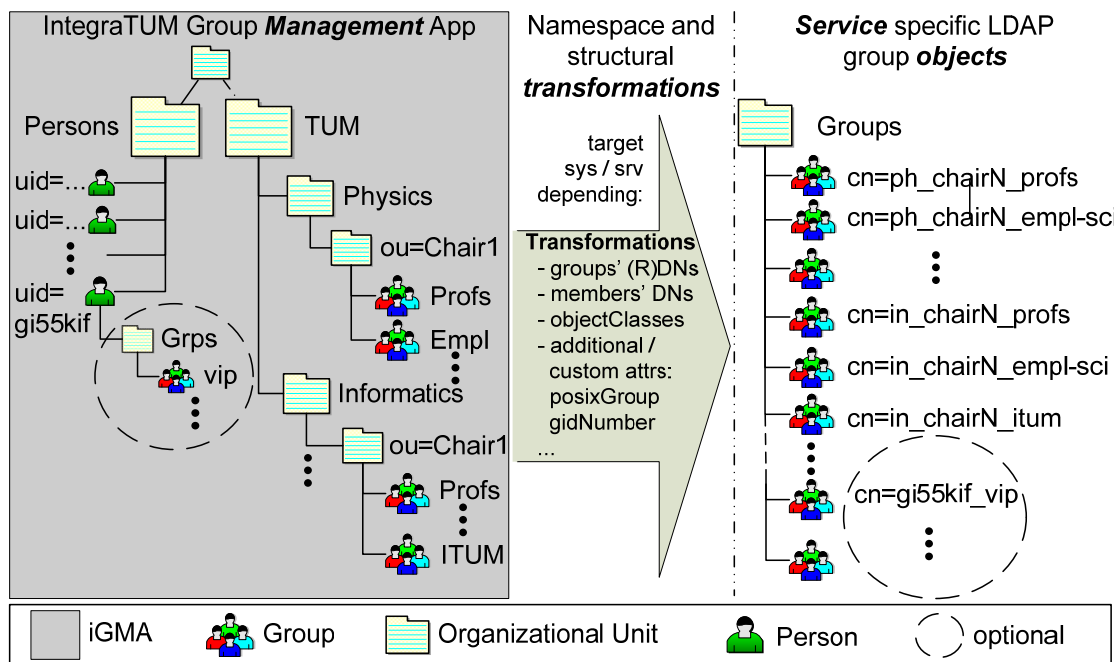 IntegraTUM Group Management App
Persons
TUM
uid=...
uid=...
uid=
gi55kif
Grps
vip
Physics
ou=Chair1
Profs
Empl
Informatics
ou=Chair1
Profs
ITUM
Namespace and
structural
transformations
target
sys / srv
depending:
Transformations
- groups' (R)DNs
- members' DNs
- objectClasses
- additional /
custom attrs:
posixGroup
gidNumber
...
Service specific LDAP
group objects
Groups
cn=ph_chairN_profs
cn=ph_chairN_empl-sci
cn=in_chairN_profs
cn=in_chairN_empl-sci
cn=in_chairN_itum
cn=gi55kif_vip
iGMA
Group
Organizational Unit
Person
optional